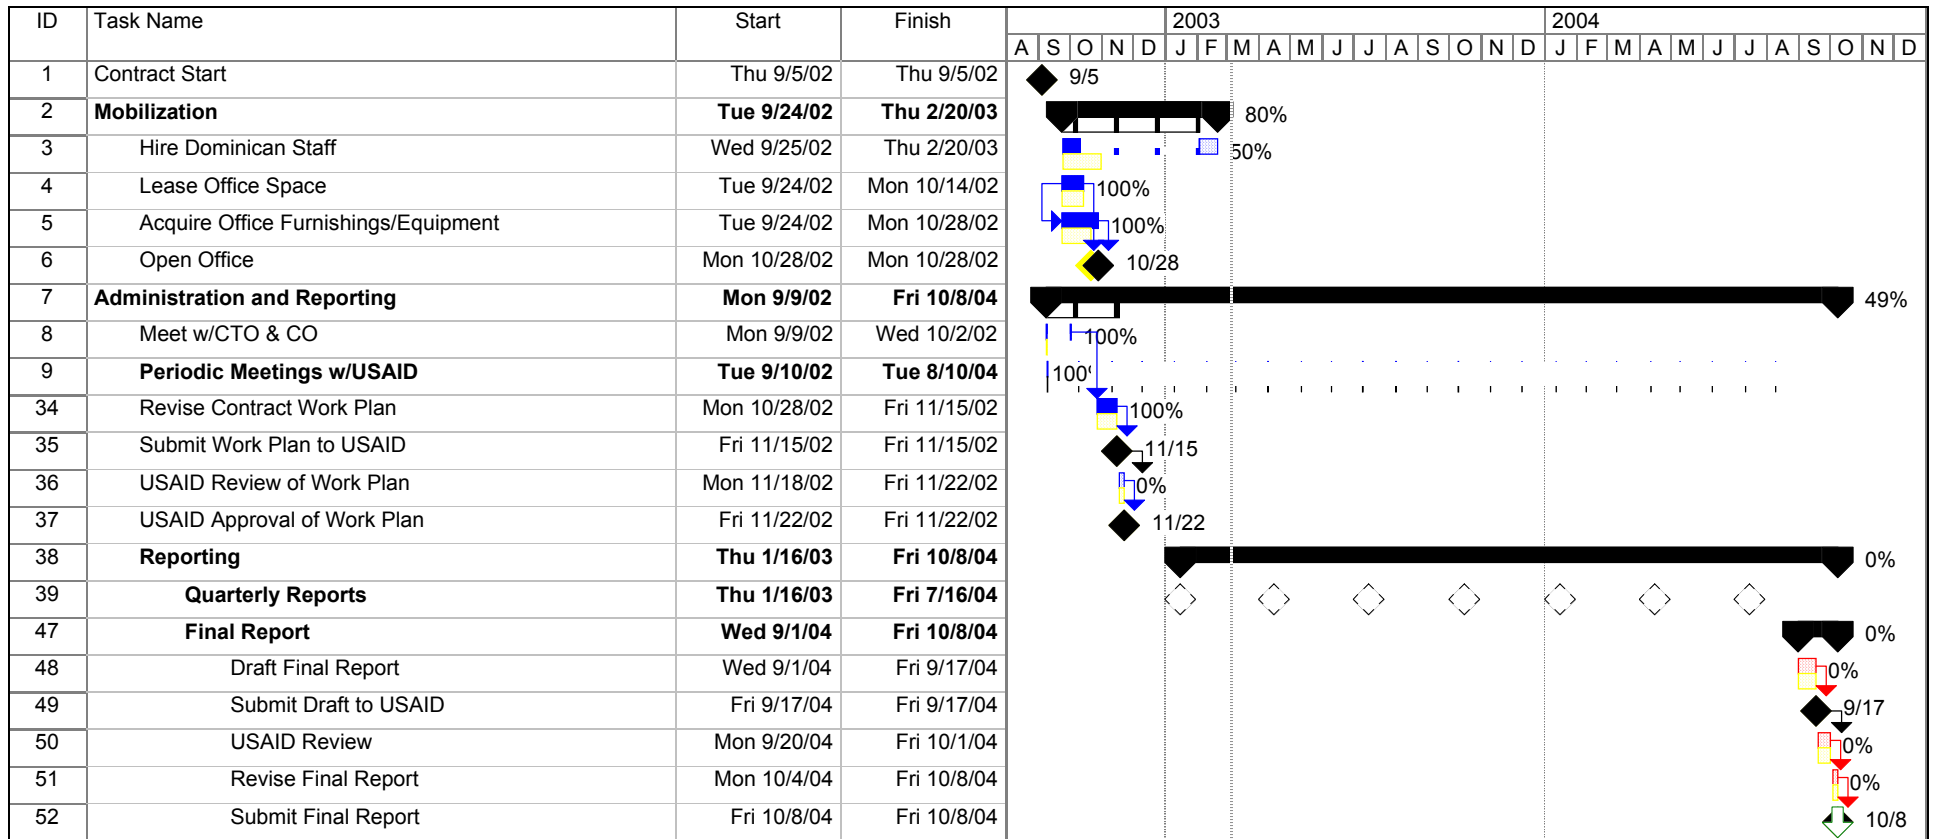 ID Task Name Start Finish 2003 2004
A S O N D J F M A M J J A S O N D J F M A M J J A S O N D
1 Contract Start Thu 9/5/02 Thu 9/5/02 9/5
2 Mobilization Tue 9/24/02 Thu 2/20/03 80%
3 Hire Dominican Staff Wed 9/25/02 Thu 2/20/03 50%
4 Lease Office Space Tue 9/24/02 Mon 10/14/02 100%
5 Acquire Office Furnishings/Equipment Tue 9/24/02 Mon 10/28/02 100%
6 Open Office Mon 10/28/02 Mon 10/28/02 10/28
7 Administration and Reporting Mon 9/9/02 Fri 10/8/04 49%
8 Meet w/CTO & CO Mon 9/9/02 Wed 10/2/02 100%
9 Periodic Meetings w/USAID Tue 9/10/02 Tue 8/10/04 100
34 Revise Contract Work Plan Mon 10/28/02 Fri 11/15/02 100%
35 Submit Work Plan to USAID Fri 11/15/02 Fri 11/15/02 11/15
36 USAID Review of Work Plan Mon 11/18/02 Fri 11/22/02 0%
37 USAID Approval of Work Plan Fri 11/22/02 Fri 11/22/02 11/22
38 Reporting Thu 1/16/03 Fri 10/8/04 0%
39 Quarterly Reports Thu 1/16/03 Fri 7/16/04
47 Final Report Wed 9/1/04 Fri 10/8/04 0%
48 Draft Final Report Wed 9/1/04 Fri 9/17/04 0%
49 Submit Draft to USAID Fri 9/17/04 Fri 9/17/04 9/17
50 USAID Review Mon 9/20/04 Fri 10/1/04 0%
51 Revise Final Report Mon 10/4/04 Fri 10/8/04 0%
52 Submit Final Report Fri 10/8/04 Fri 10/8/04 10/8